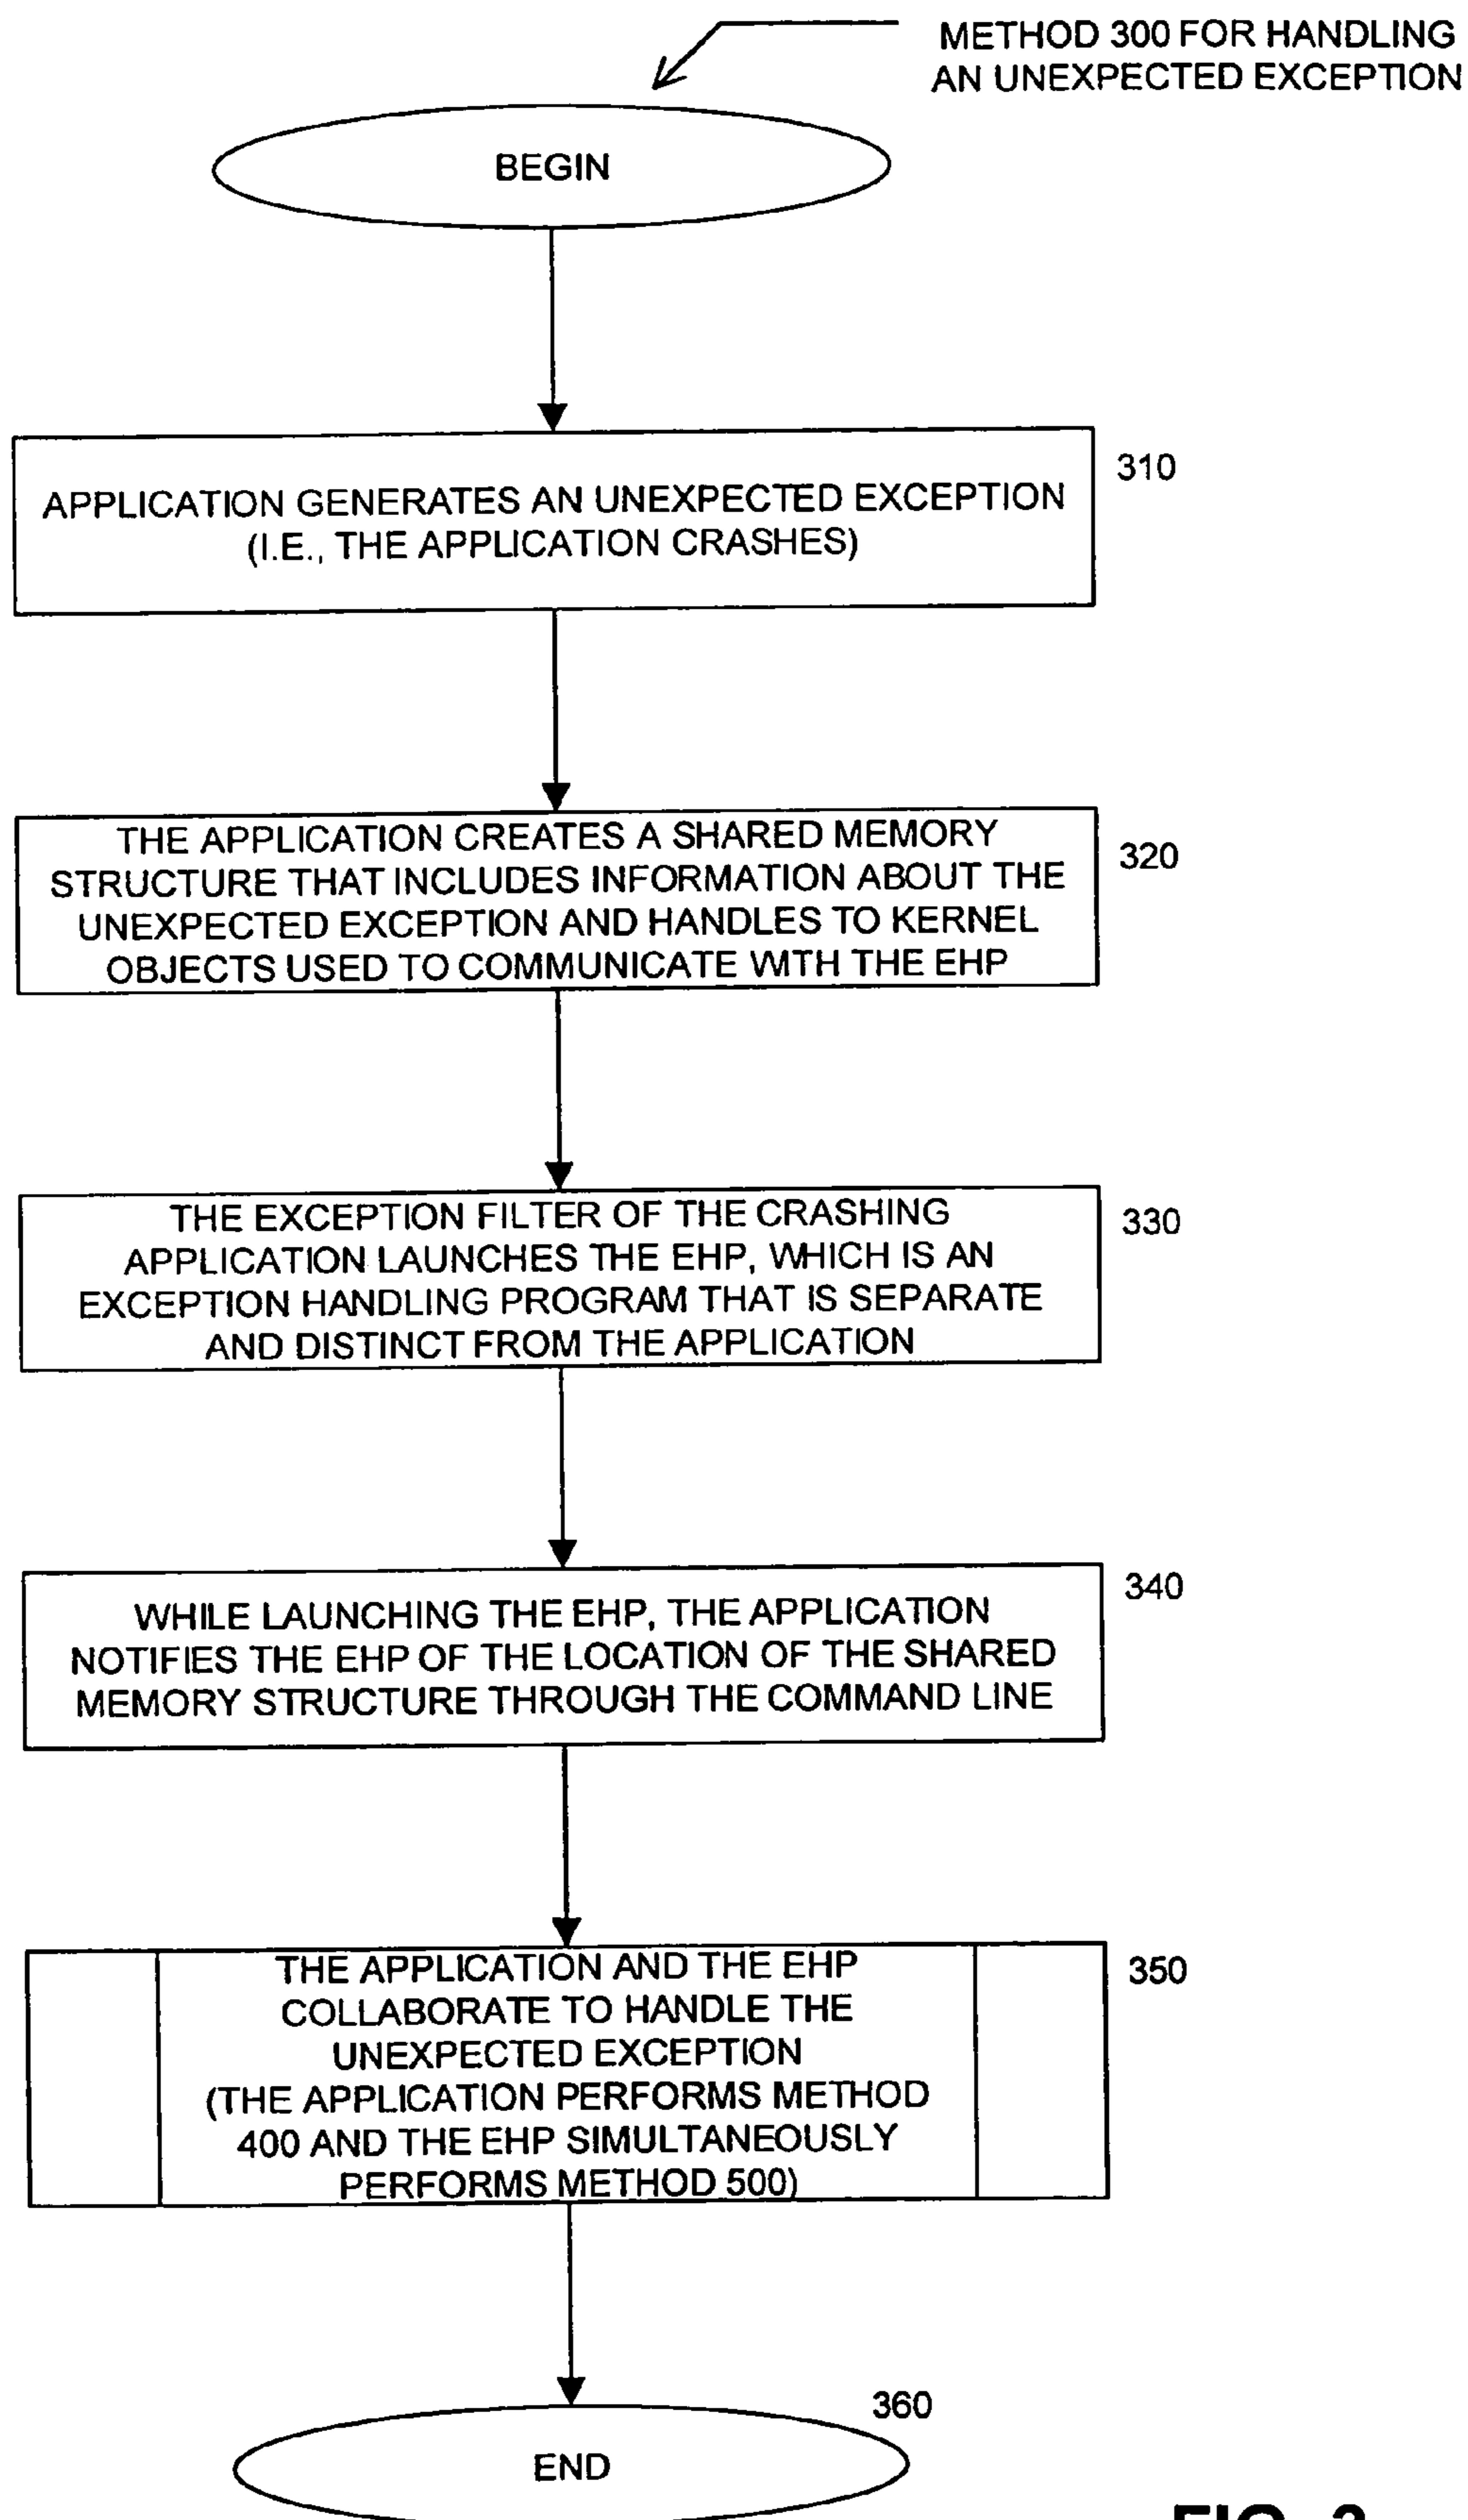 METHOD 300 FOR HANDLING
AN UNEXPECTED EXCEPTION
BEGIN
310
APPLICATION GENERATES AN UNEXPECTED EXCEPTION
(I.E., THE APPLICATION CRASHES)
320
THE APPLICATION CREATES A SHARED MEMORY
STRUCTURE THAT INCLUDES INFORMATION ABOUT THE
UNEXPECTED EXCEPTION AND HANDLES TO KERNEL
OBJECTS USED TO COMMUNICATE WITH THE EHP
330
THE EXCEPTION FILTER OF THE CRASHING
APPLICATION LAUNCHES THE EHP, WHICH IS AN
EXCEPTION HANDLING PROGRAM THAT IS SEPARATE
AND DISTINCT FROM THE APPLICATION
340
WHILE LAUNCHING THE EHP, THE APPLICATION
NOTIFIES THE EHP OF THE LOCATION OF THE SHARED
MEMORY STRUCTURE THROUGH THE COMMAND LINE
350
THE APPLICATION AND THE EHP
COLLABORATE TO HANDLE THE
UNEXPECTED EXCEPTION
(THE APPLICATION PERFORMS METHOD
400 AND THE EHP SIMULTANEOUSLY
PERFORMS METHOD 500)
360
END